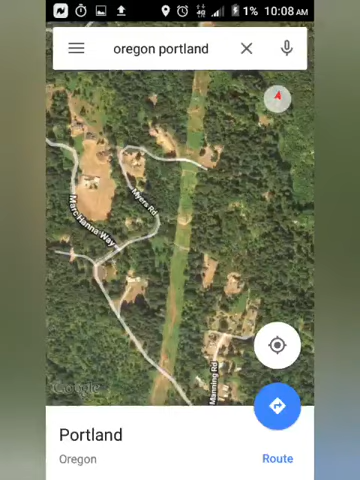 1% 10:08 AM
oregon portland
Myers Rd
Marc Hanna Way
Manning Rd
Google
Portland
Oregon
Route